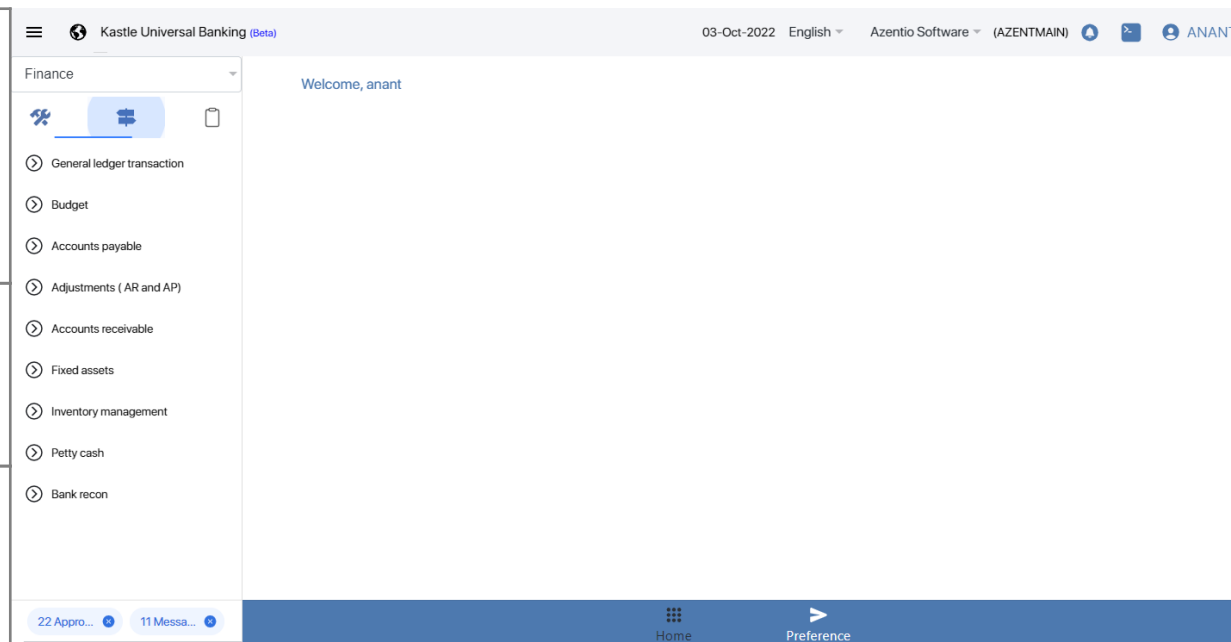 Kastle Universal Banking (Beta)
03-Oct-2022 English Azentio Software (AZENTMAIN) ANANT
Finance
Welcome, anant
General ledger transaction
Budget
Accounts payable
Adjustments ( AR and AP)
Accounts receivable
Fixed assets
Inventory management
Petty cash
Bank recon
22 Appro... 11 Messa...
Home
Preference